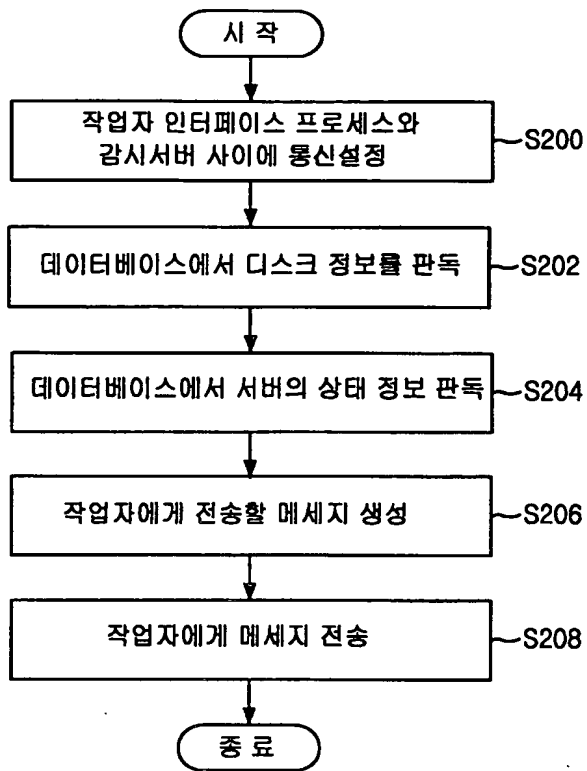 시 작
작업자 인터페이스 프로세스와
감시서버 사이에 통신설정
S200
데이터베이스에서 디스크 정보를 판독
S202
데이터베이스에서 서버의 상태 정보 판독
S204
작업자에게 전송할 메세지 생성
S206
작업자에게 메세지 전송
S208
종 료